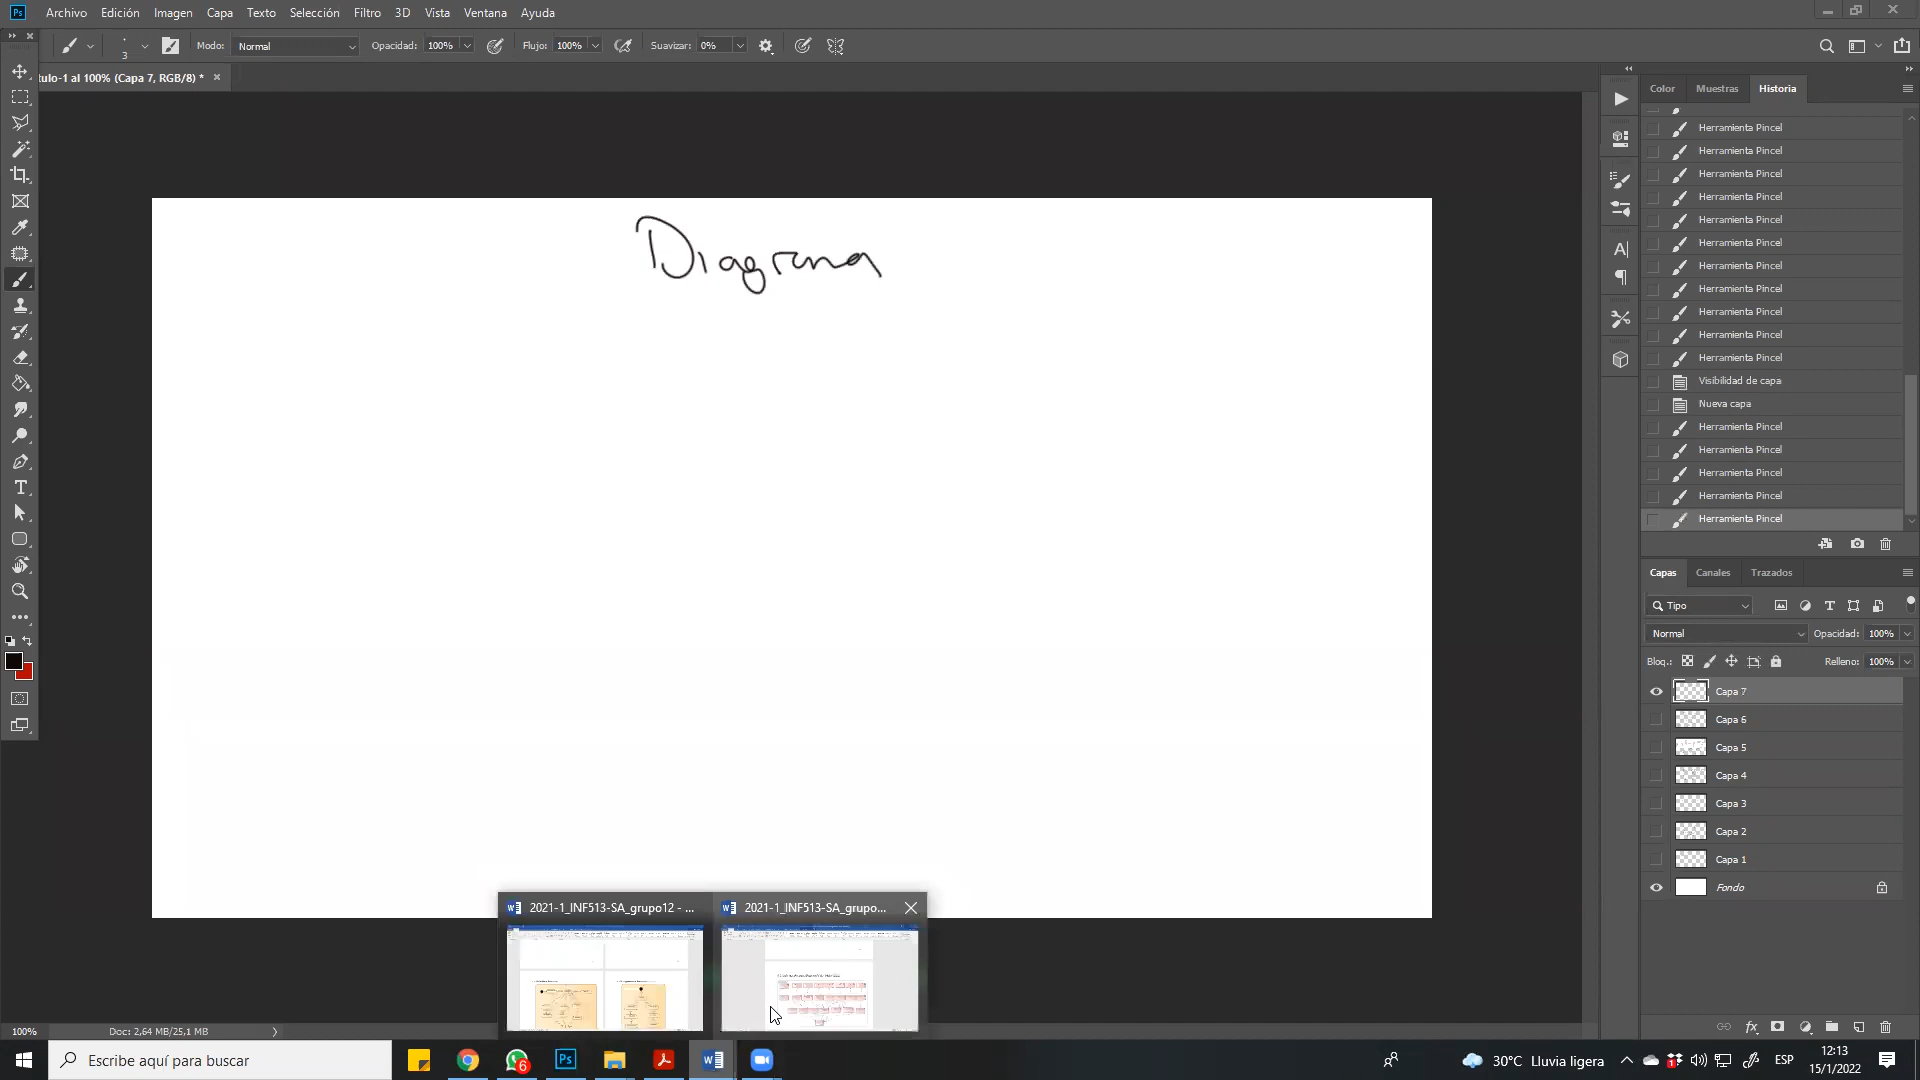 Ps Archivo Edición Imagen Capa Texto Selección Filtro 3D Vista Ventana Ayuda
3 Modo: Normal Opacidad: 100% Flujo: 100% Suavizar: 0%
tulo-1 al 100% (Capa 7, RGB/8) *
Color Muestras Historia
Herramienta Pincel
Herramienta Pincel
Herramienta Pincel
Herramienta Pincel
Herramienta Pincel
Herramienta Pincel
Herramienta Pincel
Herramienta Pincel
Herramienta Pincel
Herramienta Pincel
Herramienta Pincel
Visibilidad de capa
Nueva capa
Herramienta Pincel
Herramienta Pincel
Herramienta Pincel
Herramienta Pincel
Herramienta Pincel
Diagrama
Capas Canales Trazados
Tipo
Normal Opacidad: 100%
Bloq.: Relleno: 100%
Capa 7
Capa 6
Capa 5
Capa 4
Capa 3
Capa 2
Capa 1
Fondo
2021-1_INF513-SA_grupo12 - ... 2021-1_INF513-SA_grupo...
100% Doc: 2,64 MB/25,1 MB
Escribe aquí para buscar
6
30°C Lluvia ligera
ESP
12:13
15/1/2022